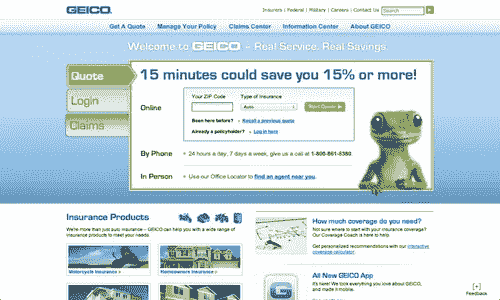 GEICO.
Insurers | Federal | Military | Careers | Contact Us
Search
Get A Quote
Manage Your Policy
Claims Center
Information Center
About GEICO
Welcome to GEICO – Real Service. Real Savings.
Quote
Login
Claims
15 minutes could save you 15% or more!
Online
Your ZIP Code
Type of Insurance
Auto
Start Quote
Been here before? Recall a previous quote
Already a policyholder? Log in here
By Phone
24 hours a day, 7 days a week, give us a call at 1-800-861-8380
In Person
Use our Office Locator to find an agent near you.
Insurance Products
We're more than just auto insurance – GEICO can help you with a wide range of
insurance products to meet your needs.
Motorcycle Insurance >
Homeowners Insurance >
How much coverage do you need?
Not sure where to start with your insurance coverage?
Our Coverage Coach is here to help.
Get personalized recommendations with our interactive
coverage calculator!
All New GEICO App
It's here! We took everything you love about GEICO,
and made it mobile.
[+]
Feedback